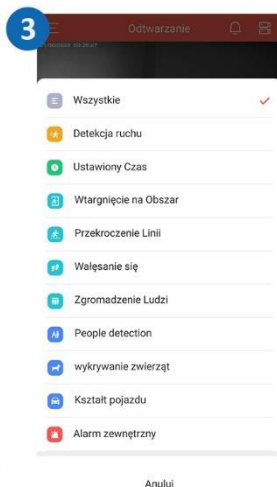 3
Odtwarzanie
Wszystkie
Detekcja ruchu
Ustawiony Czas
Wtargnięcie na Obszar
Przekroczenie Linii
Wałęsanie się
Zgromadzenie Ludzi
People detection
wykrywanie zwierząt
Kształt pojazdu
Alarm zewnętrzny
Anuluj